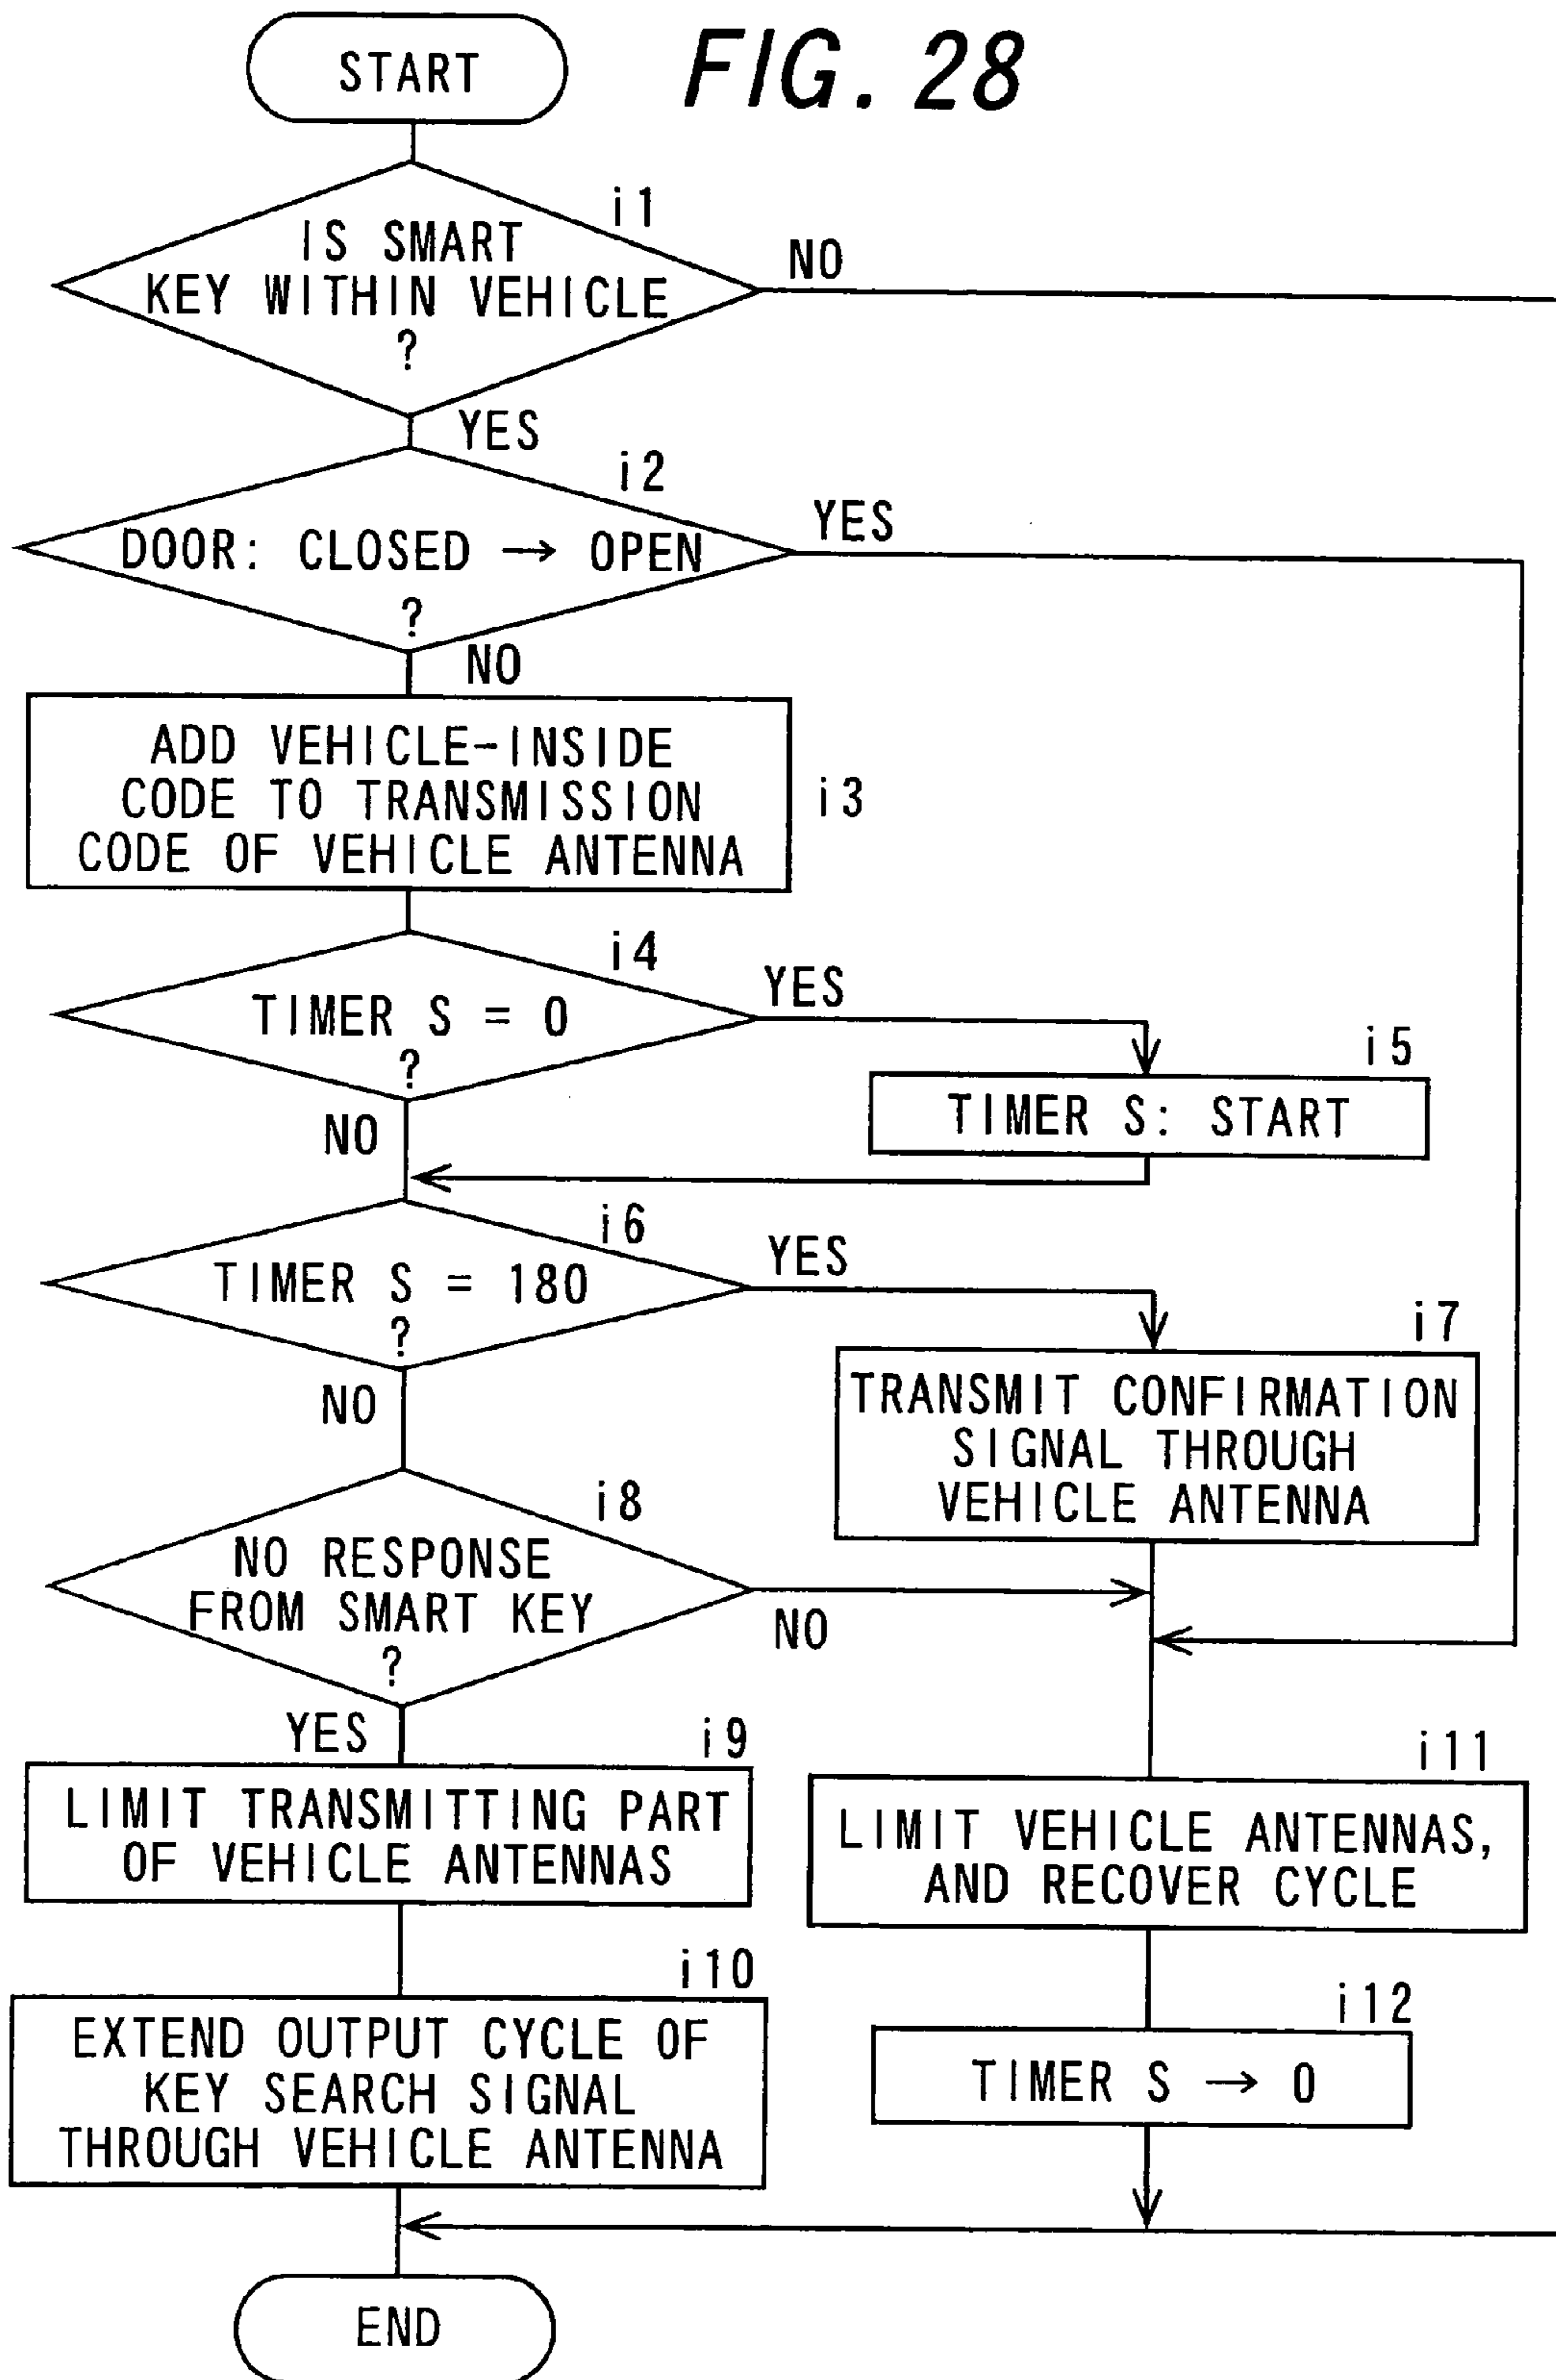 FIG. 28
START
i1
IS SMART
KEY WITHIN VEHICLE
?
NO
YES
i2
DOOR: CLOSED → OPEN
?
YES
NO
ADD VEHICLE-INSIDE
CODE TO TRANSMISSION
CODE OF VEHICLE ANTENNA
i3
i4
TIMER S = 0
?
YES
NO
i5
TIMER S: START
i6
TIMER S = 180
?
YES
NO
i7
TRANSMIT CONFIRMATION
SIGNAL THROUGH
VEHICLE ANTENNA
i8
NO RESPONSE
FROM SMART KEY
?
NO
YES
i9
LIMIT TRANSMITTING PART
OF VEHICLE ANTENNAS
i10
EXTEND OUTPUT CYCLE OF
KEY SEARCH SIGNAL
THROUGH VEHICLE ANTENNA
i11
LIMIT VEHICLE ANTENNAS,
AND RECOVER CYCLE
i12
TIMER S → 0
END